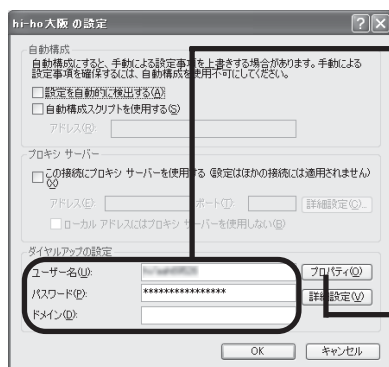 hi-ho大阪 の設定
自動構成
自動構成にすると、手動による設定事項を上書きする場合があります。手動による
設定事項を確保するには、自動構成を使用不可にしてください。
設定を自動的に検出する(A)
自動構成スクリプトを使用する(S)
アドレス(R):
プロキシ サーバー
この接続にプロキシ サーバーを使用する (設定はほかの接続には適用されません)
(X)
アドレス(E): ポート(T): 詳細設定(C)...
ローカル アドレスにはプロキシ サーバーを使用しない(B)
ダイヤルアップの設定
ユーザー名(U): プロパティ(O)
パスワード(P): **************** 詳細設定(V)
ドメイン(D):
OK キャンセル